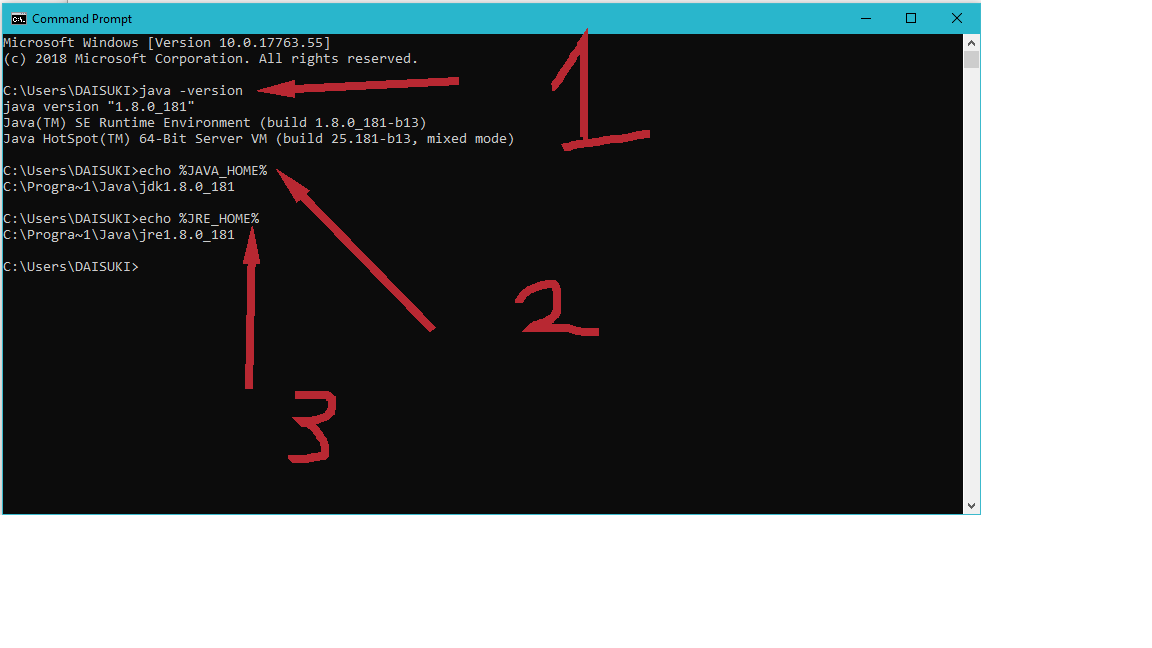 Command Prompt
Microsoft Windows [Version 10.0.17763.55]
(c) 2018 Microsoft Corporation. All rights reserved.
C:\Users\DAISUKI>java -version
java version "1.8.0_181"
Java(TM) SE Runtime Environment (build 1.8.0_181-b13)
Java HotSpot(TM) 64-Bit Server VM (build 25.181-b13, mixed mode)
C:\Users\DAISUKI>echo %JAVA_HOME%
C:\Progra~1\Java\jdk1.8.0_181
C:\Users\DAISUKI>echo %JRE_HOME%
C:\Progra~1\Java\jre1.8.0_181
C:\Users\DAISUKI>
1
2
3